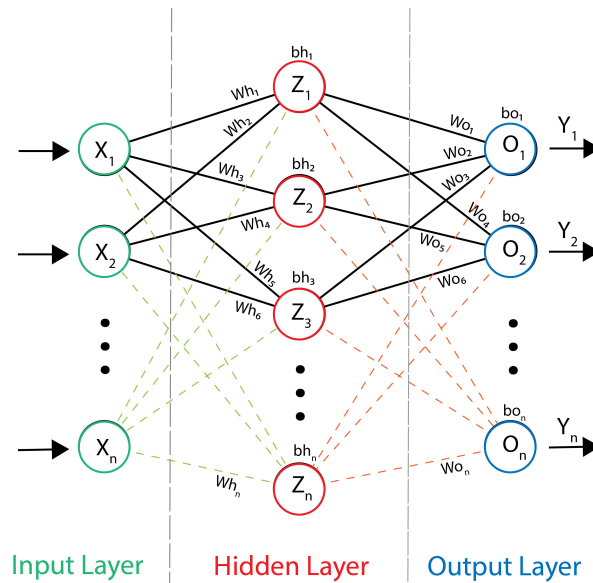 bh₁
Z₁
Wh₁
Wh₂
Wo₁
bo₁
Y₁
X₁
O₁
Wh₃
bh₂
Wo₂
Wo₃
Z₂
Wh₄
Wo₄
bo₂
Y₂
X₂
Wo₅
O₂
Wh₅
bh₃
Wh₆
Wo₆
Z₃
Xₙ
boₙ
Yₙ
Oₙ
bhₙ
Whₙ
Zₙ
Woₙ
Input Layer
Hidden Layer
Output Layer